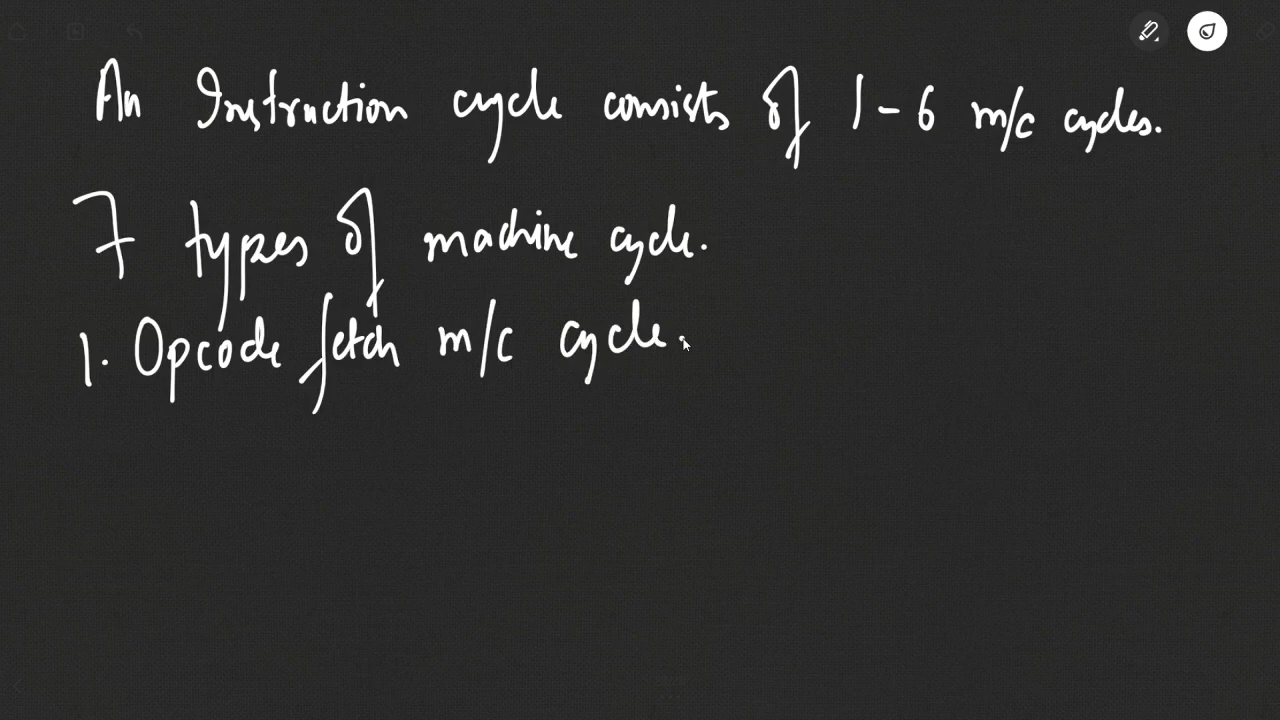 An Instruction cycle consists of 1-6 m/c cycles.
7 types of machine cycle.
1. Opcode fetch m/c cycle.